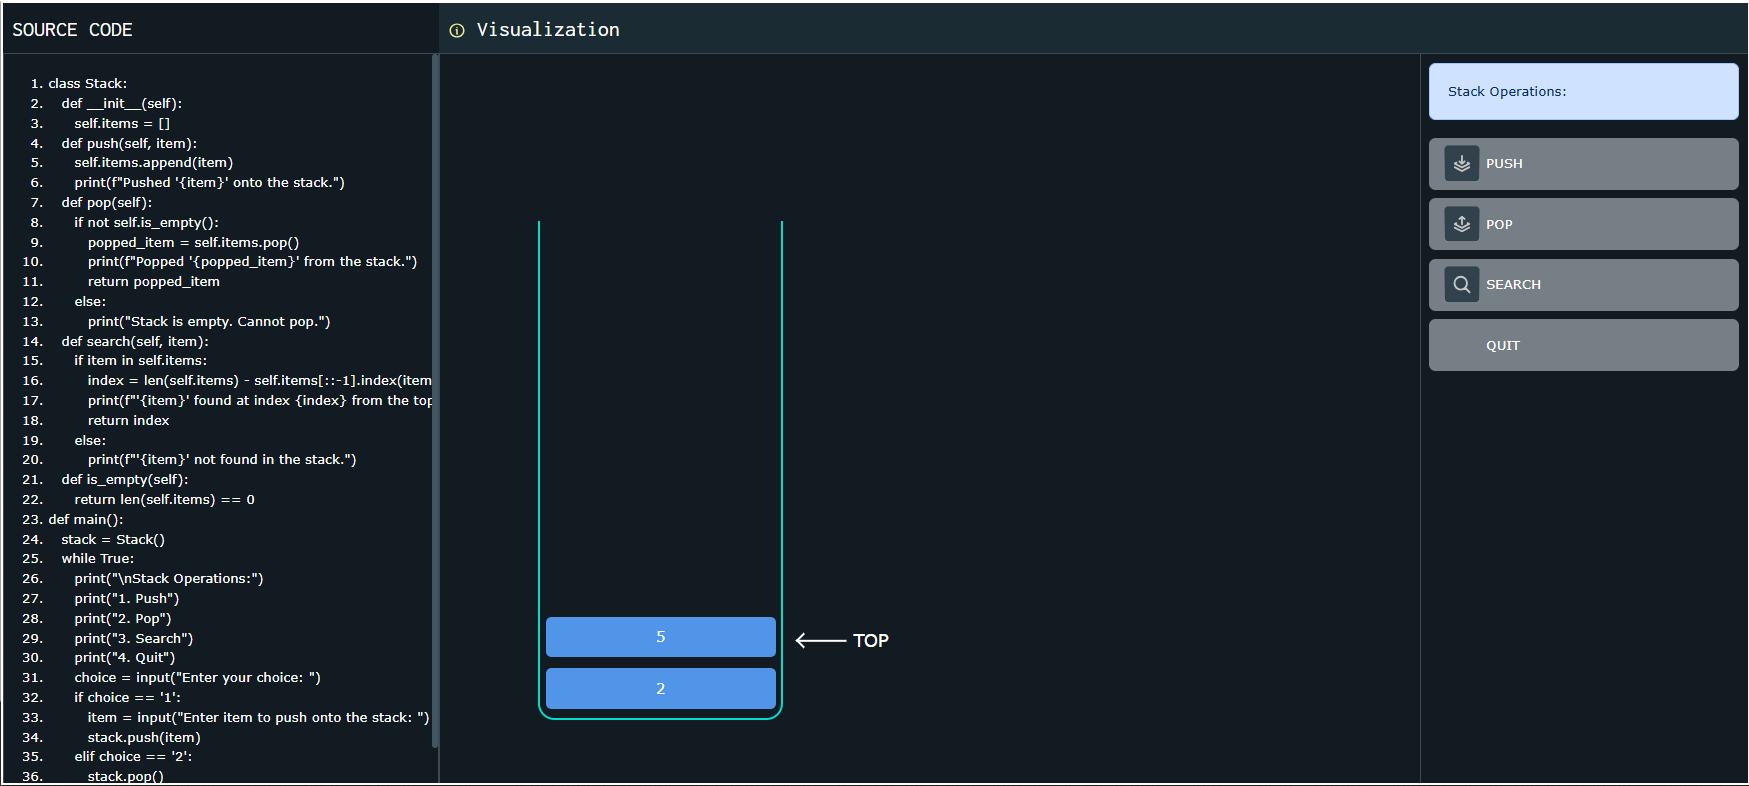 SOURCE CODE
1. class Stack:
2. def __init__(self):
3. self.items = []
4. def push(self, item):
5. self.items.append(item)
6. print(f"Pushed '{item}' onto the stack.")
7. def pop(self):
8. if not self.is_empty():
9. popped_item = self.items.pop()
10. print(f"Popped '{popped_item}' from the stack.")
11. return popped_item
12. else:
13. print("Stack is empty. Cannot pop.")
14. def search(self, item):
15. if item in self.items:
16. index = len(self.items) - self.items[::-1].index(item
17. print(f"'{item}' found at index {index} from the top
18. return index
19. else:
20. print(f"'{item}' not found in the stack.")
21. def is_empty(self):
22. return len(self.items) == 0
23. def main():
24. stack = Stack()
25. while True:
26. print("\nStack Operations:")
27. print("1. Push")
28. print("2. Pop")
29. print("3. Search")
30. print("4. Quit")
31. choice = input("Enter your choice: ")
32. if choice == '1':
33. item = input("Enter item to push onto the stack: ")
34. stack.push(item)
35. elif choice == '2':
36. stack.pop()
Visualization
5
TOP
2
Stack Operations:
PUSH
POP
SEARCH
QUIT